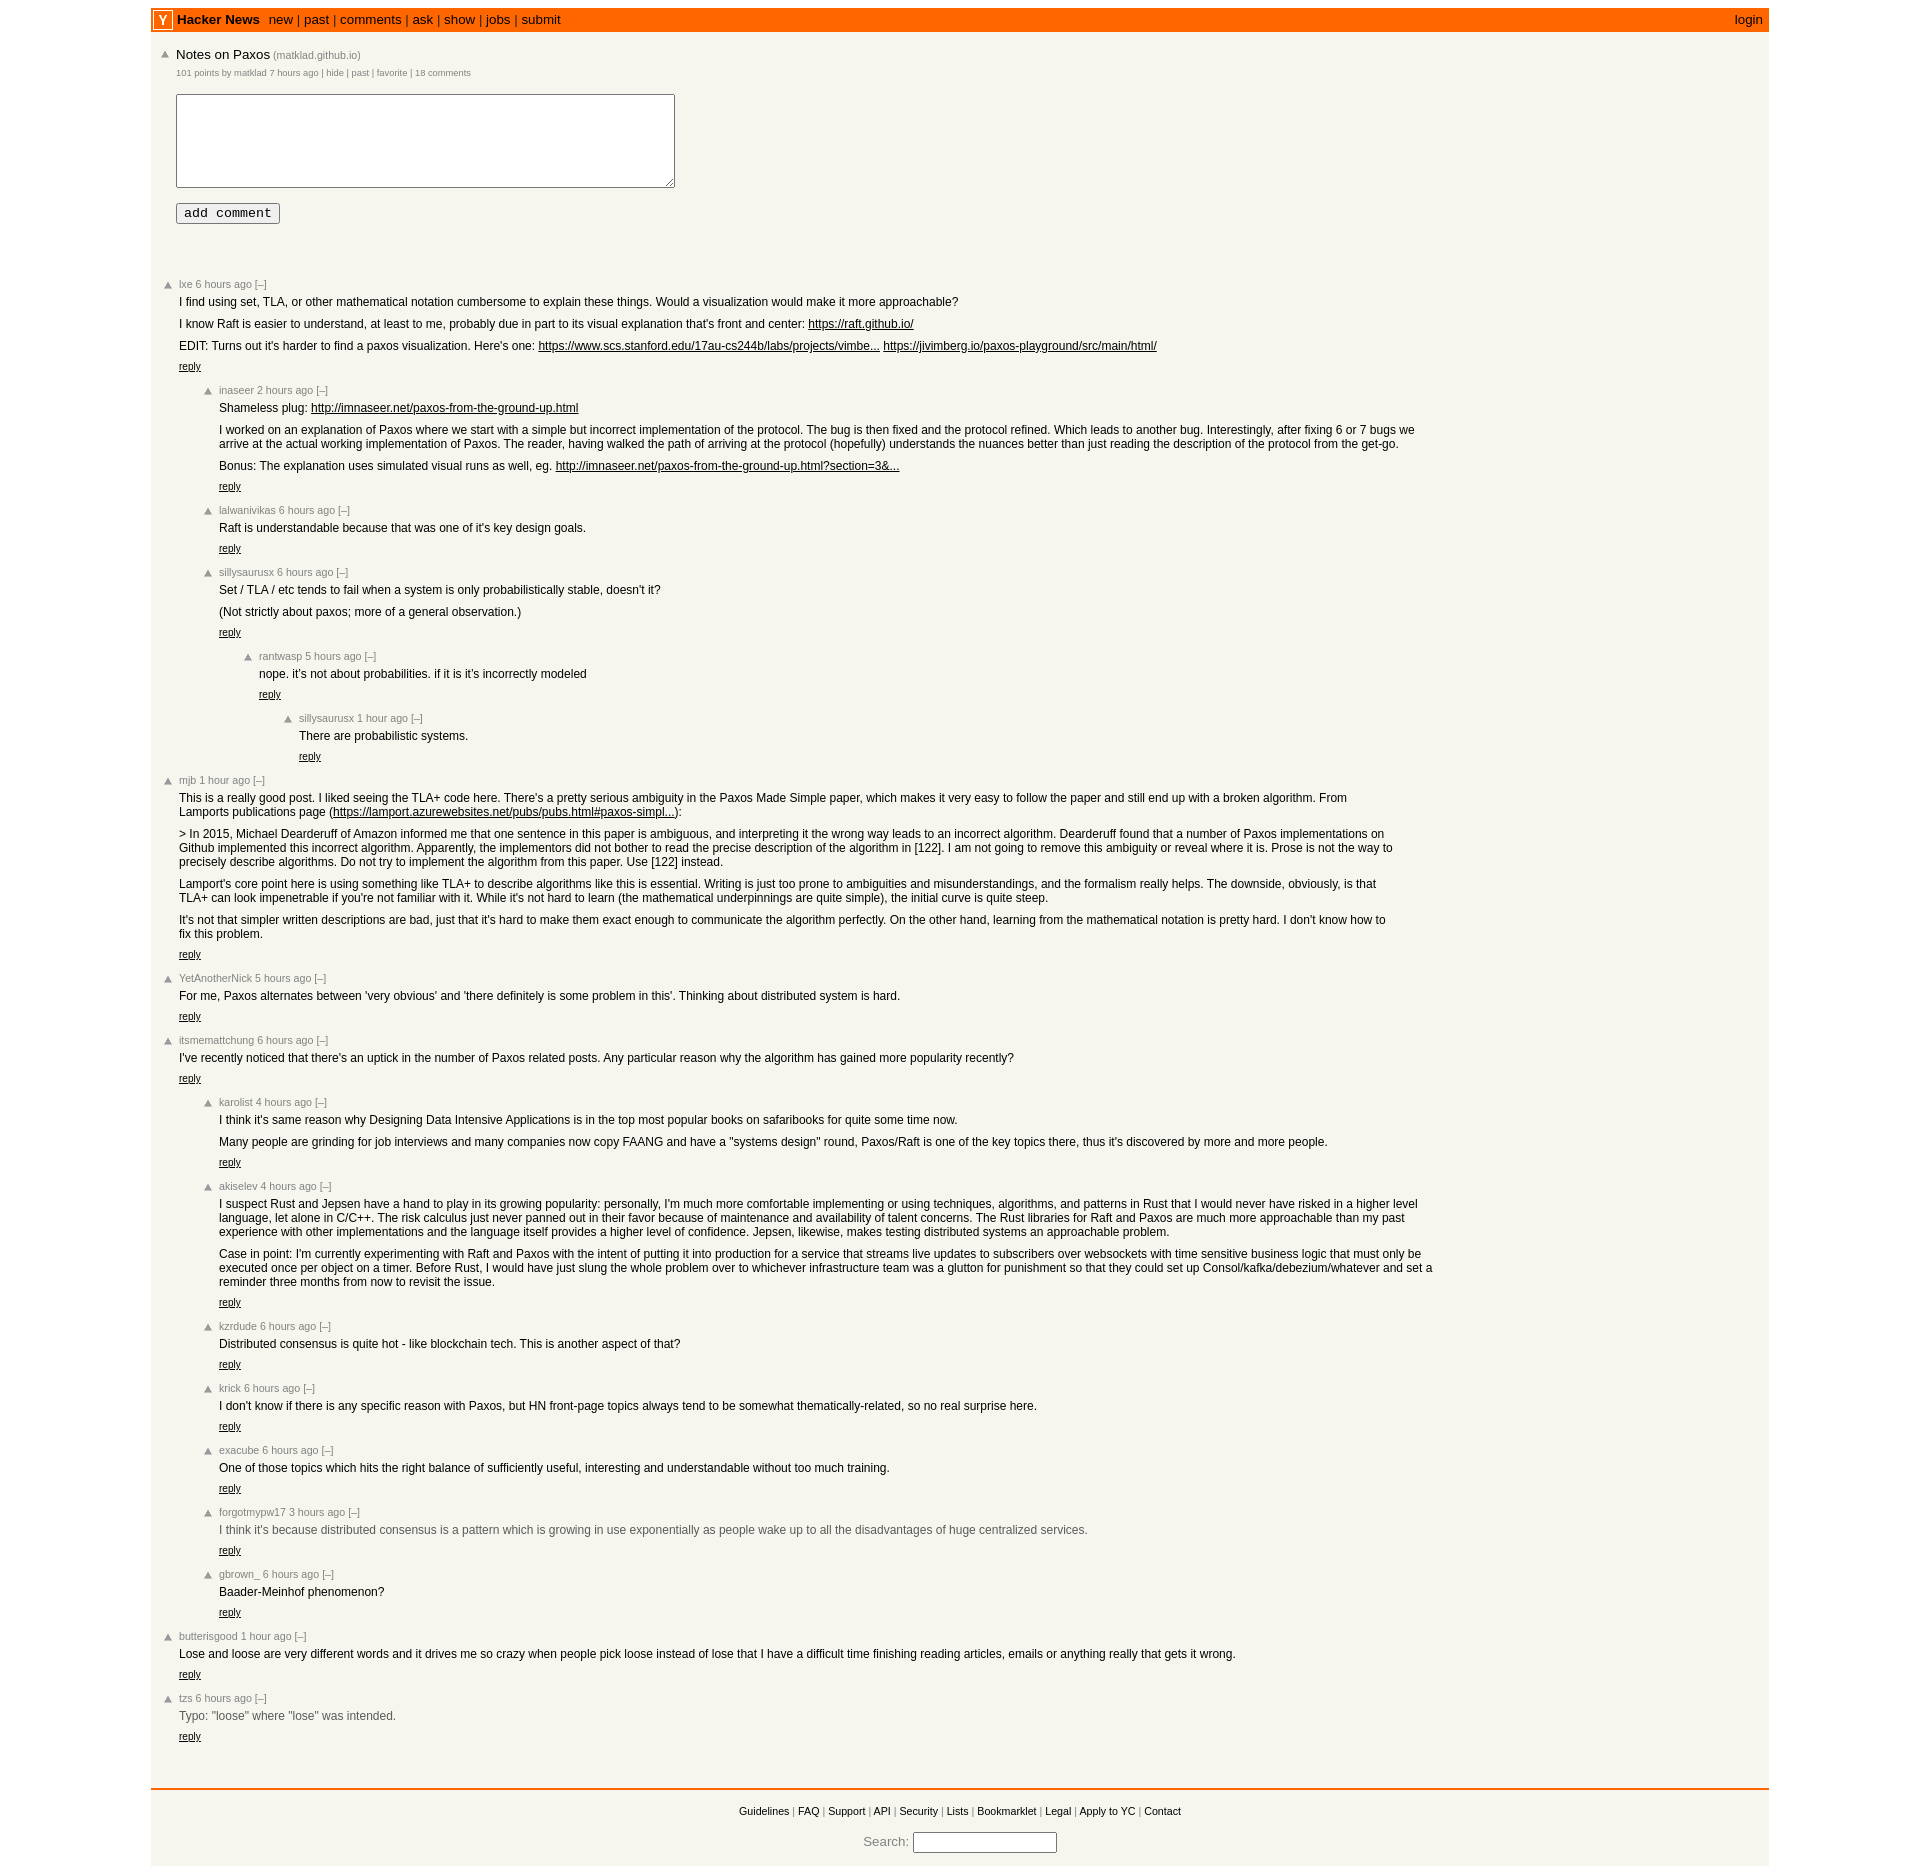 Y Hacker News new | past | comments | ask | show | jobs | submit login
Notes on Paxos (matklad.github.io)
101 points by matklad 7 hours ago | hide | past | favorite | 18 comments
add comment
lxe 6 hours ago [–]
I find using set, TLA, or other mathematical notation cumbersome to explain these things. Would a visualization would make it more approachable?
I know Raft is easier to understand, at least to me, probably due in part to its visual explanation that's front and center: https://raft.github.io/
EDIT: Turns out it's harder to find a paxos visualization. Here's one: https://www.scs.stanford.edu/17au-cs244b/labs/projects/vimbe... https://jivimberg.io/paxos-playground/src/main/html/
reply
inaseer 2 hours ago [–]
Shameless plug: http://imnaseer.net/paxos-from-the-ground-up.html
I worked on an explanation of Paxos where we start with a simple but incorrect implementation of the protocol. The bug is then fixed and the protocol refined. Which leads to another bug. Interestingly, after fixing 6 or 7 bugs we
arrive at the actual working implementation of Paxos. The reader, having walked the path of arriving at the protocol (hopefully) understands the nuances better than just reading the description of the protocol from the get-go.
Bonus: The explanation uses simulated visual runs as well, eg. http://imnaseer.net/paxos-from-the-ground-up.html?section=3&...
reply
lalwanivikas 6 hours ago [–]
Raft is understandable because that was one of it's key design goals.
reply
sillysaurusx 6 hours ago [–]
Set / TLA / etc tends to fail when a system is only probabilistically stable, doesn't it?
(Not strictly about paxos; more of a general observation.)
reply
rantwasp 5 hours ago [–]
nope. it's not about probabilities. if it is it's incorrectly modeled
reply
sillysaurusx 1 hour ago [–]
There are probabilistic systems.
reply
mjb 1 hour ago [–]
This is a really good post. I liked seeing the TLA+ code here. There's a pretty serious ambiguity in the Paxos Made Simple paper, which makes it very easy to follow the paper and still end up with a broken algorithm. From
Lamports publications page (https://lamport.azurewebsites.net/pubs/pubs.html#paxos-simpl...):
> In 2015, Michael Dearderuff of Amazon informed me that one sentence in this paper is ambiguous, and interpreting it the wrong way leads to an incorrect algorithm. Dearderuff found that a number of Paxos implementations on
Github implemented this incorrect algorithm. Apparently, the implementors did not bother to read the precise description of the algorithm in [122]. I am not going to remove this ambiguity or reveal where it is. Prose is not the way to
precisely describe algorithms. Do not try to implement the algorithm from this paper. Use [122] instead.
Lamport's core point here is using something like TLA+ to describe algorithms like this is essential. Writing is just too prone to ambiguities and misunderstandings, and the formalism really helps. The downside, obviously, is that
TLA+ can look impenetrable if you're not familiar with it. While it's not hard to learn (the mathematical underpinnings are quite simple), the initial curve is quite steep.
It's not that simpler written descriptions are bad, just that it's hard to make them exact enough to communicate the algorithm perfectly. On the other hand, learning from the mathematical notation is pretty hard. I don't know how to
fix this problem.
reply
YetAnotherNick 5 hours ago [–]
For me, Paxos alternates between 'very obvious' and 'there definitely is some problem in this'. Thinking about distributed system is hard.
reply
itsmemattchung 6 hours ago [–]
I've recently noticed that there's an uptick in the number of Paxos related posts. Any particular reason why the algorithm has gained more popularity recently?
reply
karolist 4 hours ago [–]
I think it's same reason why Designing Data Intensive Applications is in the top most popular books on safaribooks for quite some time now.
Many people are grinding for job interviews and many companies now copy FAANG and have a "systems design" round, Paxos/Raft is one of the key topics there, thus it's discovered by more and more people.
reply
akiselev 4 hours ago [–]
I suspect Rust and Jepsen have a hand to play in its growing popularity: personally, I'm much more comfortable implementing or using techniques, algorithms, and patterns in Rust that I would never have risked in a higher level
language, let alone in C/C++. The risk calculus just never panned out in their favor because of maintenance and availability of talent concerns. The Rust libraries for Raft and Paxos are much more approachable than my past
experience with other implementations and the language itself provides a higher level of confidence. Jepsen, likewise, makes testing distributed systems an approachable problem.
Case in point: I'm currently experimenting with Raft and Paxos with the intent of putting it into production for a service that streams live updates to subscribers over websockets with time sensitive business logic that must only be
executed once per object on a timer. Before Rust, I would have just slung the whole problem over to whichever infrastructure team was a glutton for punishment so that they could set up Consol/kafka/debezium/whatever and set a
reminder three months from now to revisit the issue.
reply
kzrdude 6 hours ago [–]
Distributed consensus is quite hot - like blockchain tech. This is another aspect of that?
reply
krick 6 hours ago [–]
I don't know if there is any specific reason with Paxos, but HN front-page topics always tend to be somewhat thematically-related, so no real surprise here.
reply
exacube 6 hours ago [–]
One of those topics which hits the right balance of sufficiently useful, interesting and understandable without too much training.
reply
forgotmypw17 3 hours ago [–]
I think it's because distributed consensus is a pattern which is growing in use exponentially as people wake up to all the disadvantages of huge centralized services.
reply
gbrown_ 6 hours ago [–]
Baader-Meinhof phenomenon?
reply
butterisgood 1 hour ago [–]
Lose and loose are very different words and it drives me so crazy when people pick loose instead of lose that I have a difficult time finishing reading articles, emails or anything really that gets it wrong.
reply
tzs 6 hours ago [–]
Typo: "loose" where "lose" was intended.
reply
Guidelines | FAQ | Support | API | Security | Lists | Bookmarklet | Legal | Apply to YC | Contact
Search: